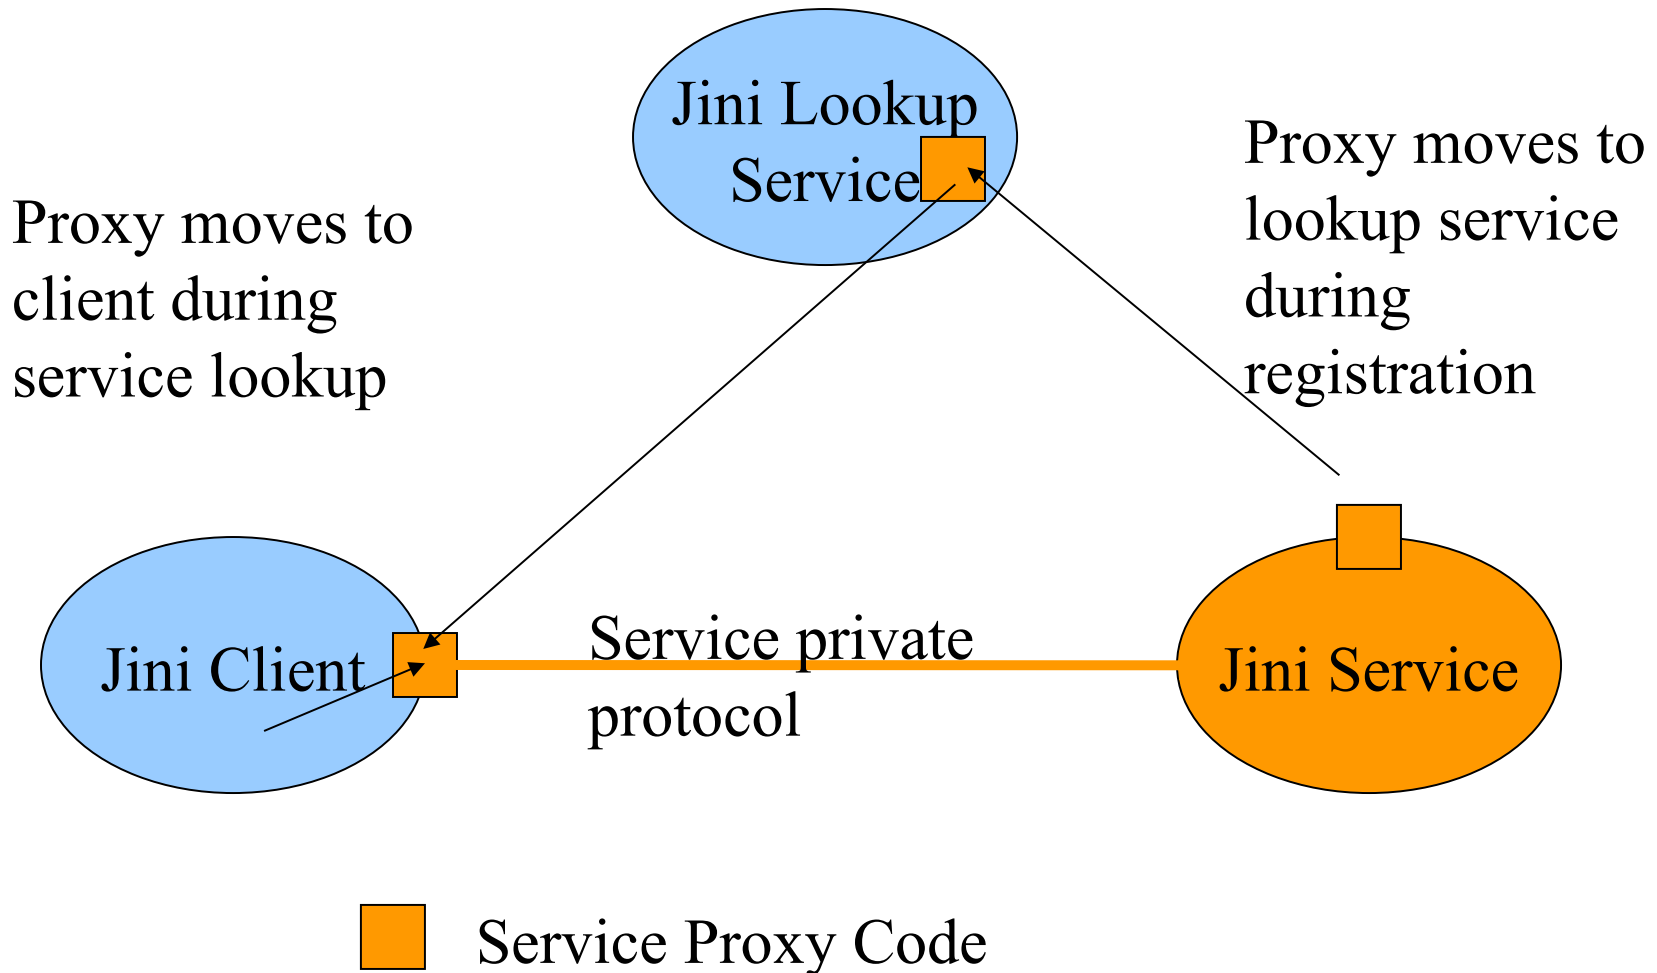 Jini Lookup
Service
Proxy moves to
lookup service
during
registration
Proxy moves to
client during
service lookup
Jini Client
Service private
protocol
Jini Service
Service Proxy Code